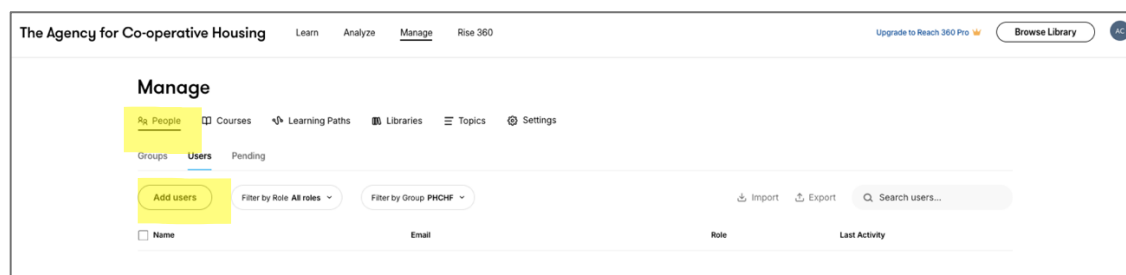 The Agency for Co-operative Housing Learn Analyze Manage Rise 360 Upgrade to Reach 360 Pro Browse Library AC
Manage
People Courses Learning Paths Libraries Topics Settings
Groups Users Pending
Add users Filter by Role All roles Filter by Group PHCHF Import Export Search users...
Name Email Role Last Activity